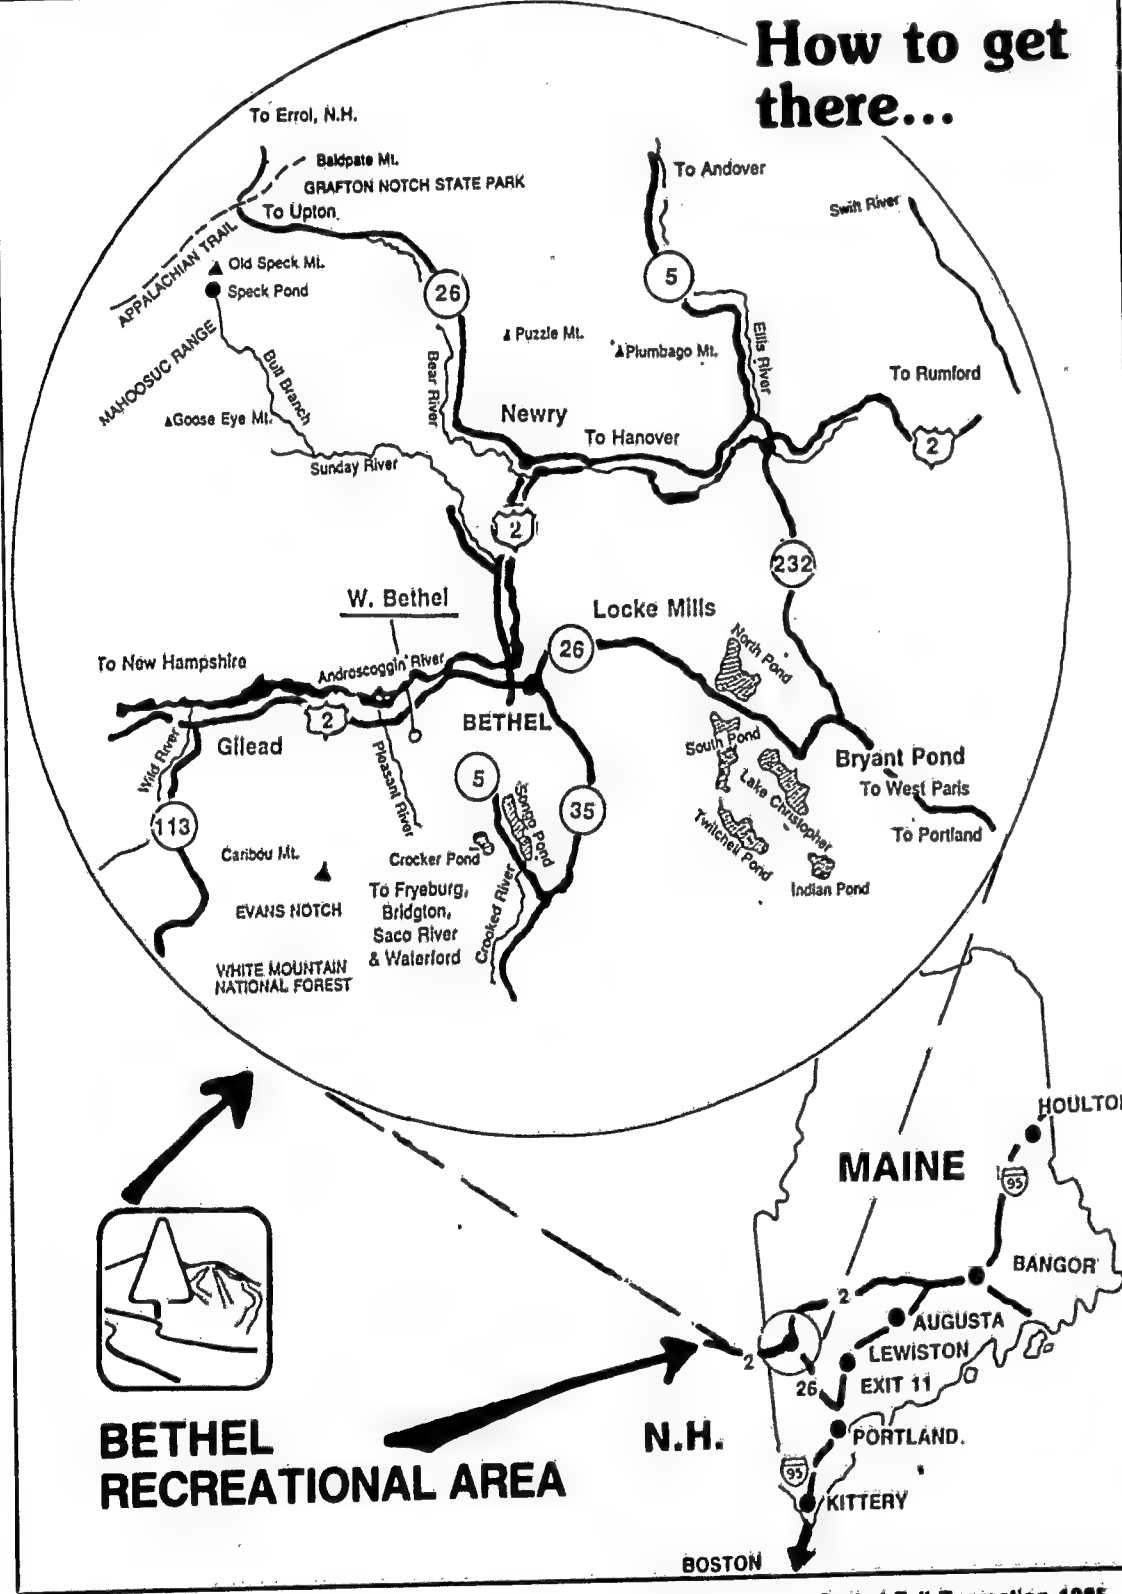 How to get
there...
To Errol, N.H.
Baldpate Mt.
GRAFTON NOTCH STATE PARK
To Upton
APPALACHIAN TRAIL
Old Speck Mt.
Speck Pond
MAHOOSUC RANGE
Bull Branch
Goose Eye Mt.
Sunday River
26
Bear River
Puzzle Mt.
Plumbago Mt.
To Andover
5
Ellis River
Swift River
To Rumford
2
Newry
To Hanover
2
232
W. Bethel
Locke Mills
26
North Pond
To New Hampshire
Androscoggin River
2
BETHEL
South Pond
Gilead
Wild River
Pleasant River
5
Songo Pond
35
Lake Christopher
Bryant Pond
To West Paris
To Portland
113
Twitchell Pond
Indian Pond
Caribou Mt.
Crocker Pond
EVANS NOTCH
To Fryeburg,
Bridgton,
Saco River
& Waterford
Crooked River
WHITE MOUNTAIN
NATIONAL FOREST
MAINE
95
BANGOR
2
AUGUSTA
LEWISTON
2
26
EXIT 11
N.H.
PORTLAND.
95
KITTERY
BOSTON
BETHEL
RECREATIONAL AREA